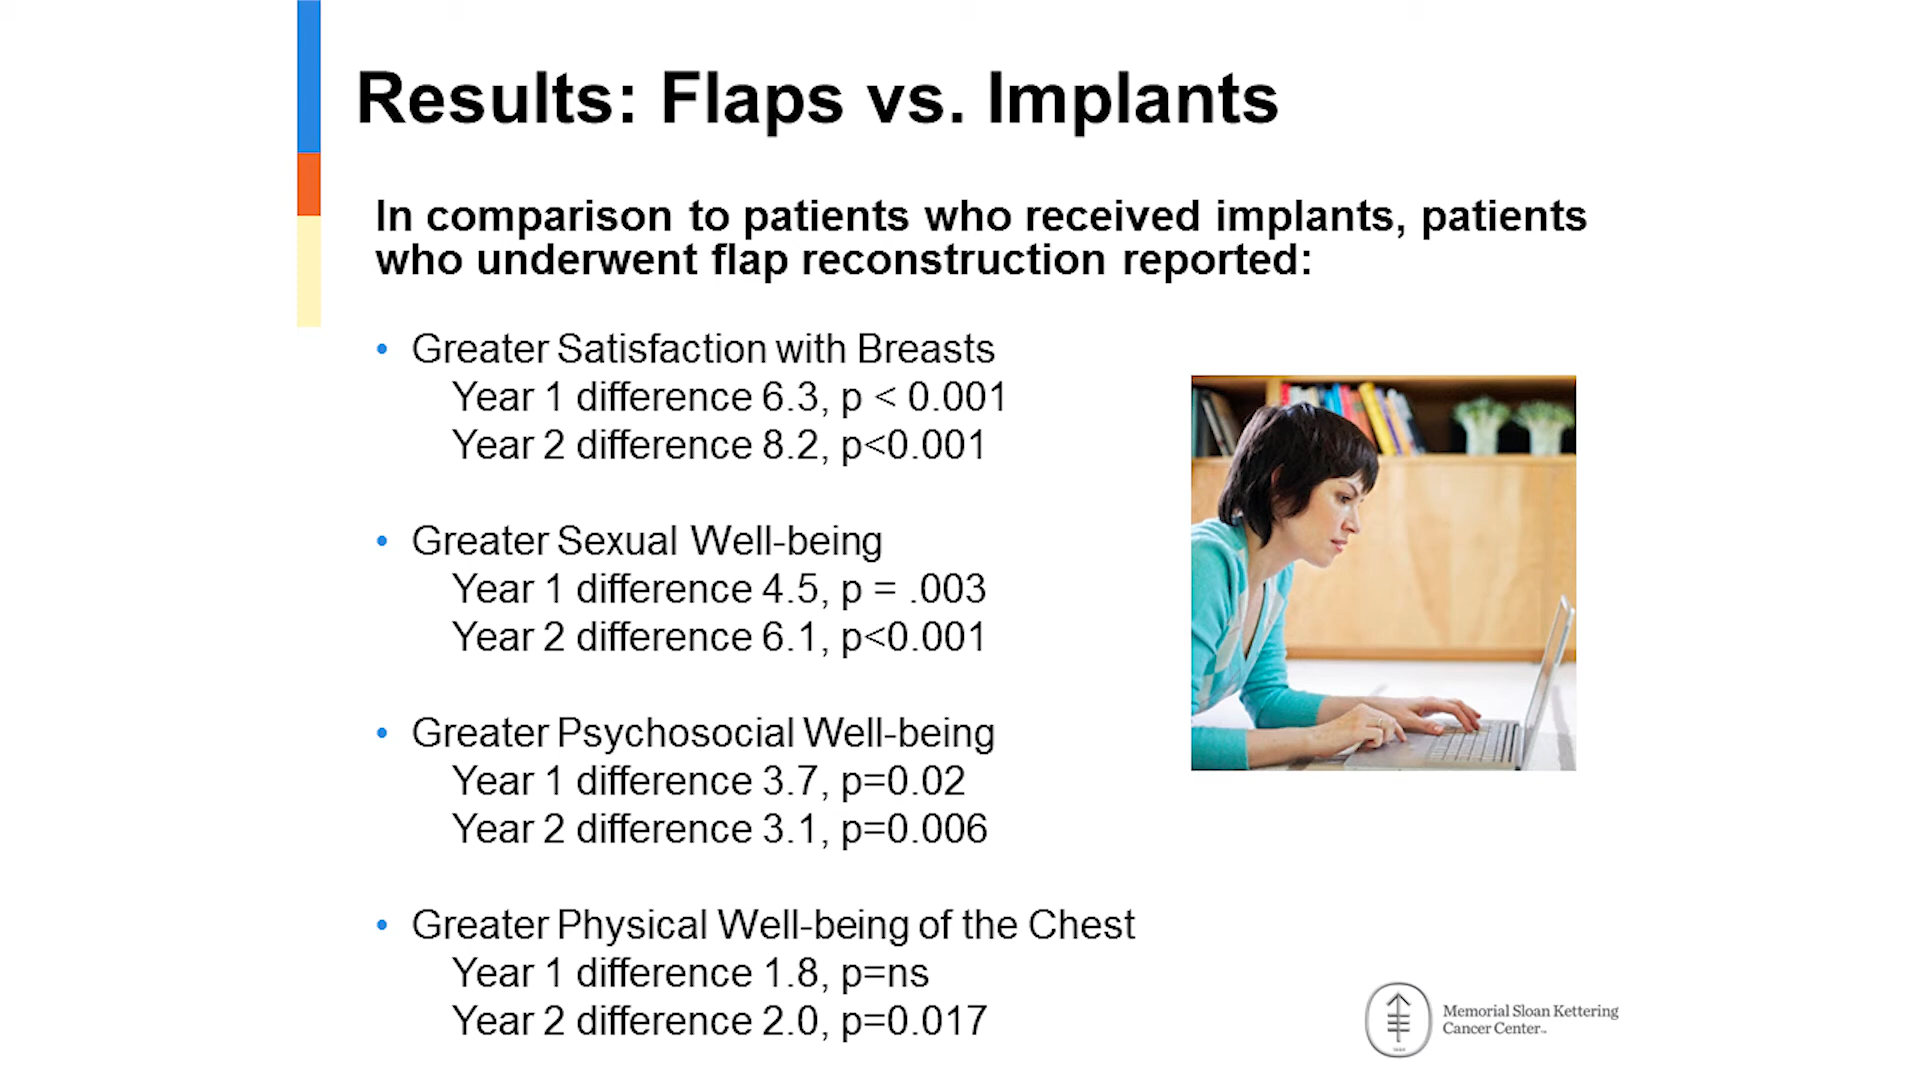 Results: Flaps vs. Implants
In comparison to patients who received implants, patients
who underwent flap reconstruction reported:
• Greater Satisfaction with Breasts
Year 1 difference 6.3, p < 0.001
Year 2 difference 8.2, p<0.001
• Greater Sexual Well-being
Year 1 difference 4.5, p = .003
Year 2 difference 6.1, p<0.001
• Greater Psychosocial Well-being
Year 1 difference 3.7, p=0.02
Year 2 difference 3.1, p=0.006
• Greater Physical Well-being of the Chest
Year 1 difference 1.8, p=ns
Year 2 difference 2.0, p=0.017
Memorial Sloan Kettering
Cancer Center